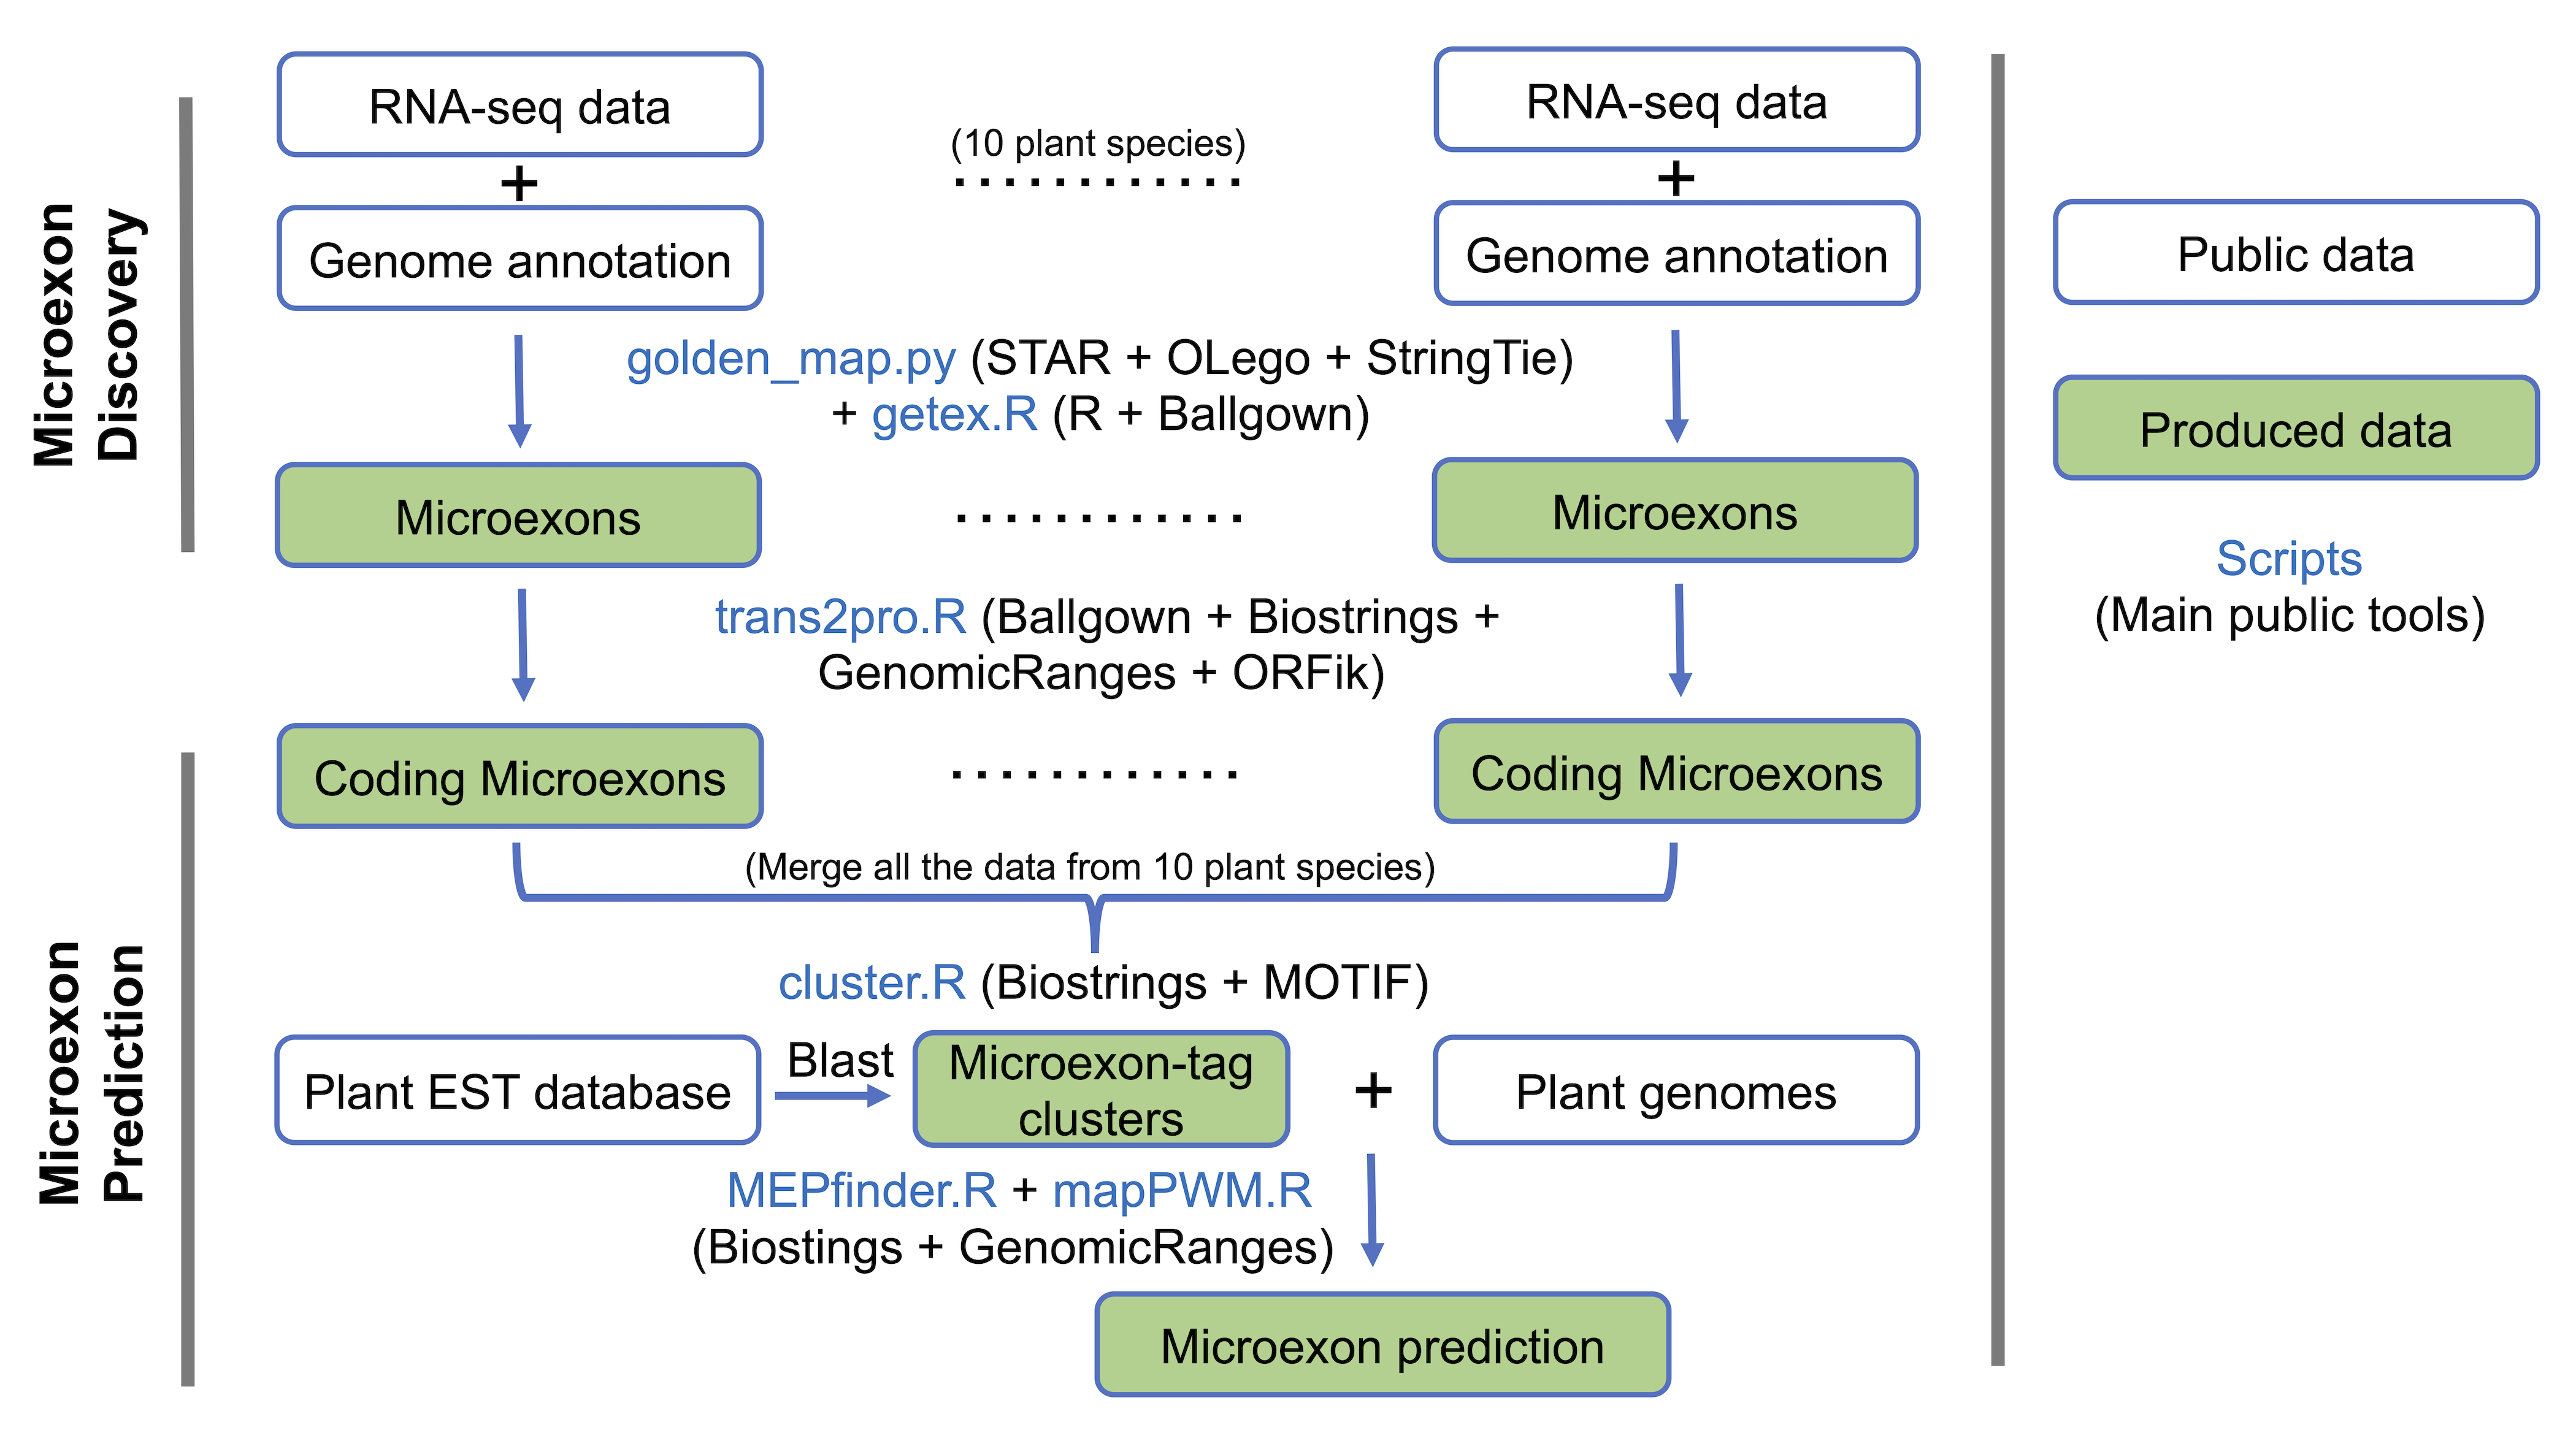 Microexon
Discovery
RNA-seq data
+
Genome annotation
(10 plant species)
............
RNA-seq data
+
Genome annotation
golden_map.py (STAR + OLego + StringTie)
+ getex.R (R + Ballgown)
Microexons
............
Microexons
trans2pro.R (Ballgown + Biostrings +
GenomicRanges + ORFik)
Microexon
Prediction
Coding Microexons
............
Coding Microexons
(Merge all the data from 10 plant species)
cluster.R (Biostrings + MOTIF)
Plant EST database
Blast
Microexon-tag
clusters
+
Plant genomes
MEPfinder.R + mapPWM.R
(Biostings + GenomicRanges)
Microexon prediction
Public data
Produced data
Scripts
(Main public tools)